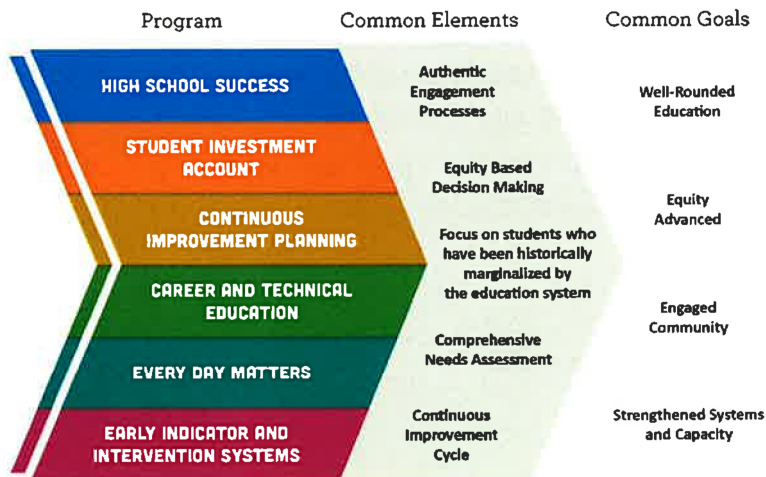 Program
Common Elements
Common Goals
HIGH SCHOOL SUCCESS
STUDENT INVESTMENT
ACCOUNT
CONTINUOUS
IMPROVEMENT PLANNING
CAREER AND TECHNICAL
EDUCATION
EVERY DAY MATTERS
EARLY INDICATOR AND
INTERVENTION SYSTEMS
Authentic
Engagement
Processes
Equity Based
Decision Making
Focus on students who
have been historically
marginalized by
the education system
Comprehensive
Needs Assessment
Continuous
Improvement
Cycle
Well-Rounded
Education
Equity
Advanced
Engaged
Community
Strengthened Systems
and Capacity